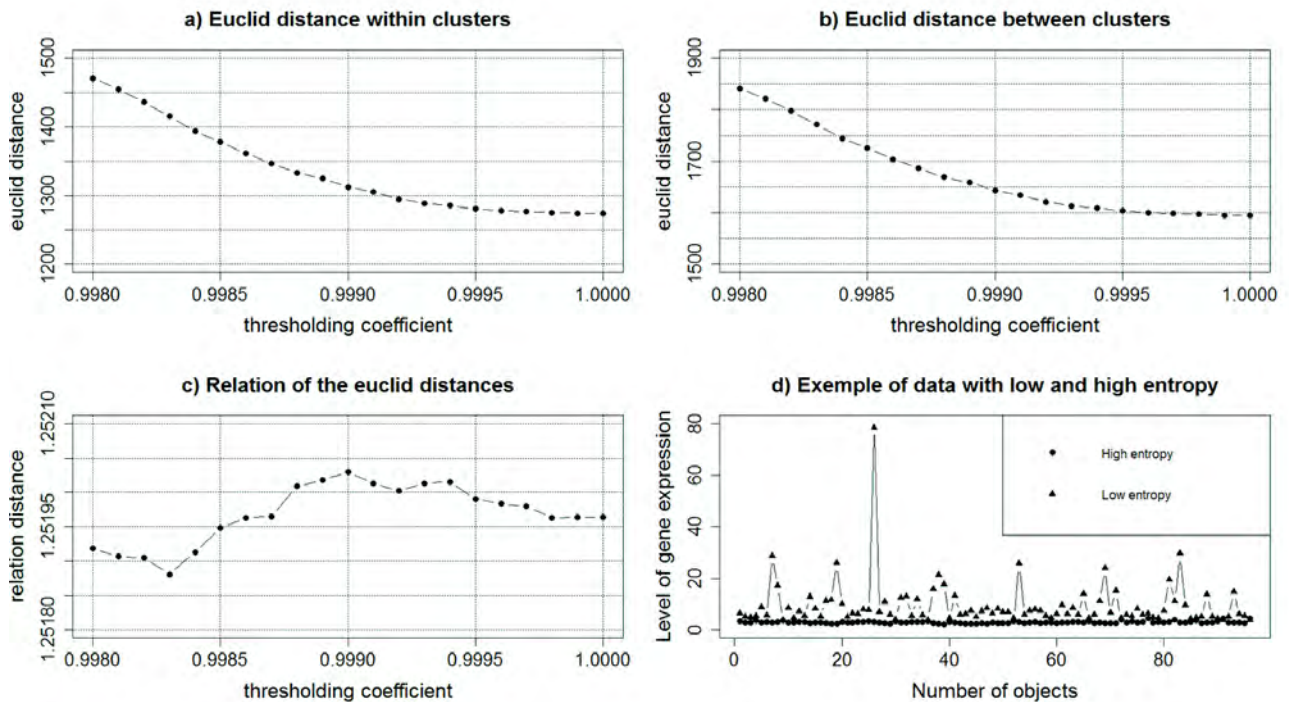 a) Euclid distance within clusters
euclid distance
1500
1400
1300
1200
0.9980 0.9985 0.9990 0.9995 1.0000
thresholding coefficient
b) Euclid distance between clusters
euclid distance
1900
1700
1500
0.9980 0.9985 0.9990 0.9995 1.0000
thresholding coefficient
c) Relation of the euclid distances
relation distance
1.25210
1.25195
1.25180
0.9980 0.9985 0.9990 0.9995 1.0000
thresholding coefficient
d) Exemple of data with low and high entropy
Level of gene expression
80
60
40
20
0
High entropy
Low entropy
0 20 40 60 80
Number of objects